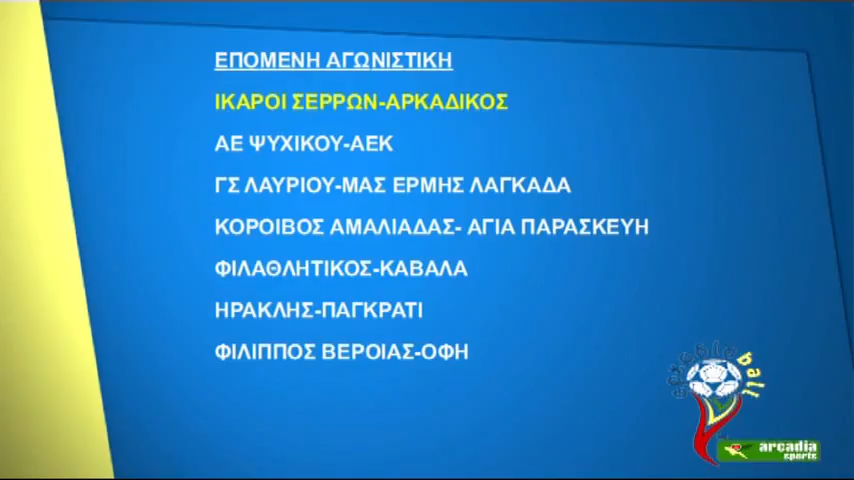 ΕΠΟΜΕΝΗ ΑΓΩΝΙΣΤΙΚΗ
ΙΚΑΡΟΙ ΣΕΡΡΩΝ-ΑΡΚΑΔΙΚΟΣ
ΑΕ ΨΥΧΙΚΟΥ-ΑΕΚ
ΓΣ ΛΑΥΡΙΟΥ-ΜΑΣ ΕΡΜΗΣ ΛΑΓΚΑΔΑ
ΚΟΡΟΙΒΟΣ ΑΜΑΛΙΑΔΑΣ- ΑΓΙΑ ΠΑΡΑΣΚΕΥΗ
ΦΙΛΑΘΛΗΤΙΚΟΣ-ΚΑΒΑΛΑ
ΗΡΑΚΛΗΣ-ΠΑΓΚΡΑΤΙ
ΦΙΛΙΠΠΟΣ ΒΕΡΟΙΑΣ-ΟΦΗ
ball
arcadia
sports